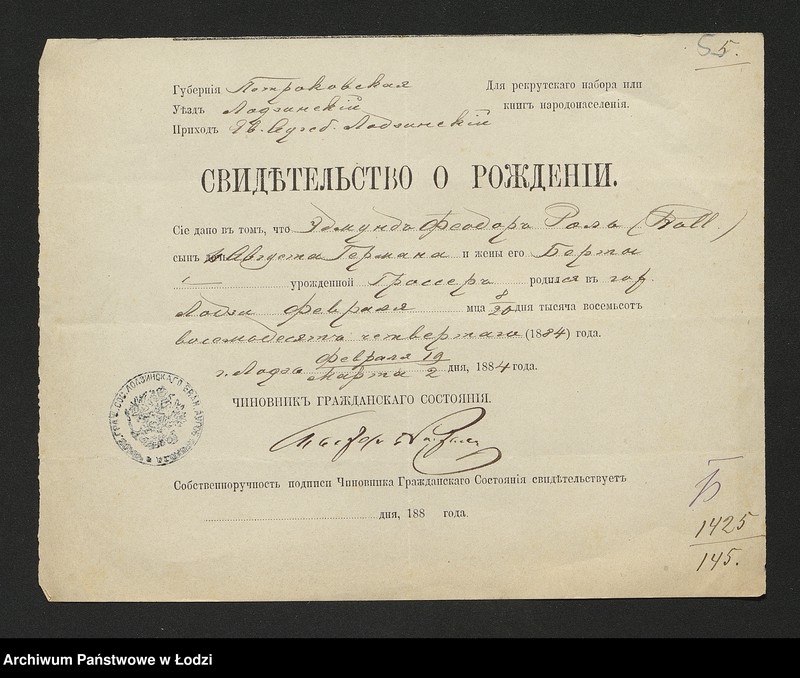 55.
Губернія Петроковская
Для рекрутскаго набора или
Уѣздъ Лодзинскій
книгъ народонаселенія.
Приходъ Ев. Аугсб. Лодзинскій
СВИДѢТЕЛЬСТВО О РОЖДЕНІИ.
Сіе дано въ томъ, что Эдмундъ Феодоръ Роль (Roll.)
сынъ Августа Германа и жены его Берты
урожденной Гроссеръ родился въ гор.
Лодзи февраля мца 8/20 дня тысяча восемьсотъ
восемодесятъ четвертаго (1884) года.
г. Лодзь Февраля 19 / Марта 2 дня, 1884 года.
ЧИНОВНИКЪ ГРАЖДАНСКАГО СОСТОЯНІЯ.
Собственноручность подписи Чиновника Гражданскаго Состоянія свидѣтельствуетъ
дня, 188 года.
Б
1425
145.
Archiwum Państwowe w Łodzi